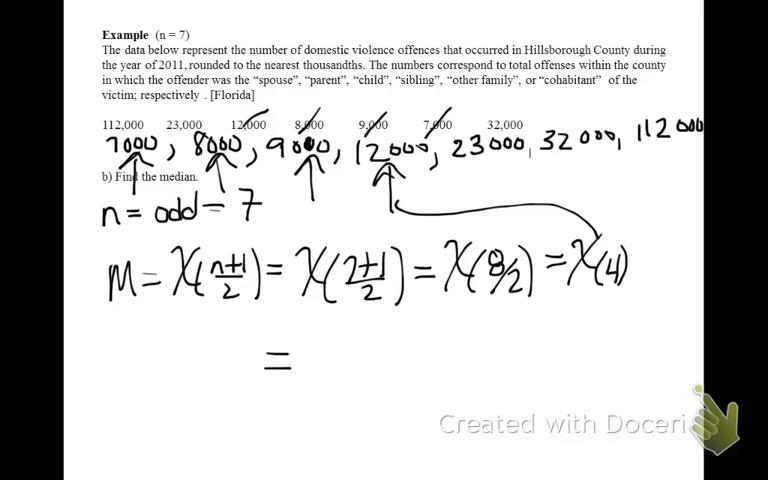 Example (n = 7)
The data below represent the number of domestic violence offences that occurred in Hillsborough County during
the year of 2011, rounded to the nearest thousandths. The numbers correspond to total offenses within the county
in which the offender was the “spouse”, “parent”, “child”, “sibling”, “other family”, or “cohabitant” of the
victim; respectively . [Florida]
112,000 23,000 12,000 8,000 9,000 7,000 32,000
7000, 8000, 9000, 12000, 23000, 32000, 112000
b) Find the median.
n = odd = 7
M = X(n+1/2) = X(7+1/2) = X(8/2) = X(4)
=
Created with Doceri